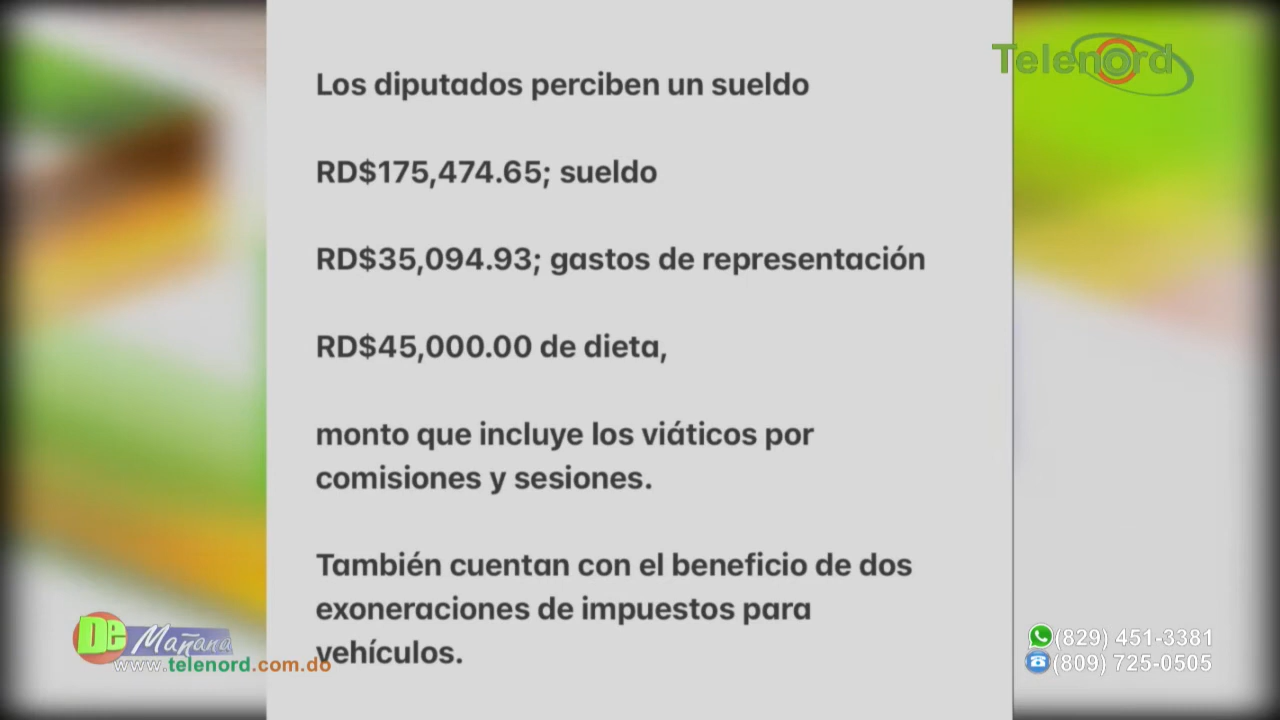 Telenord
Los diputados perciben un sueldo
RD$175,474.65; sueldo
RD$35,094.93; gastos de representación
RD$45,000.00 de dieta,
monto que incluye los viáticos por
comisiones y sesiones.
También cuentan con el beneficio de dos
exoneraciones de impuestos para
vehículos.
De Mañana
www.telenord.com.do
(829) 451-3381
(809) 725-0505